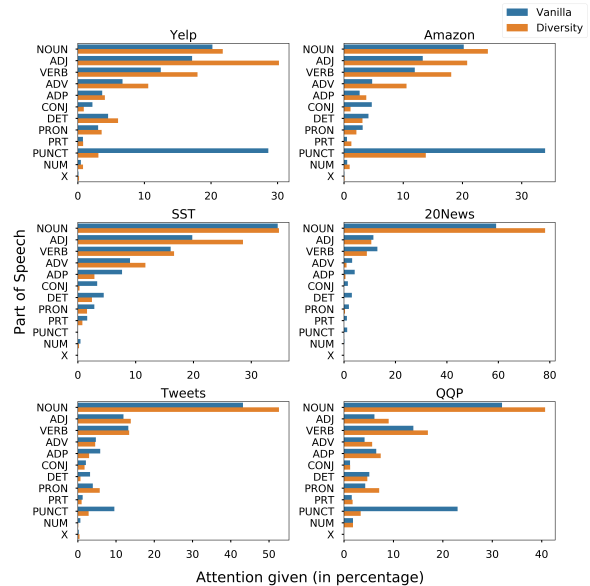 Vanilla
Diversity
Yelp
NOUN
ADJ
VERB
ADV
ADP
CONJ
DET
PRON
PRT
PUNCT
NUM
X
0 10 20 30
Amazon
NOUN
ADJ
VERB
ADV
ADP
CONJ
DET
PRON
PRT
PUNCT
NUM
X
0 10 20 30
Part of Speech
SST
NOUN
ADJ
VERB
ADV
ADP
CONJ
DET
PRON
PRT
PUNCT
NUM
X
0 10 20 30
20News
NOUN
ADJ
VERB
ADV
ADP
CONJ
DET
PRON
PRT
PUNCT
NUM
X
0 20 40 60 80
Tweets
NOUN
ADJ
VERB
ADV
ADP
CONJ
DET
PRON
PRT
PUNCT
NUM
X
0 10 20 30 40 50
QQP
NOUN
ADJ
VERB
ADV
ADP
CONJ
DET
PRON
PRT
PUNCT
NUM
X
0 10 20 30 40
Attention given (in percentage)